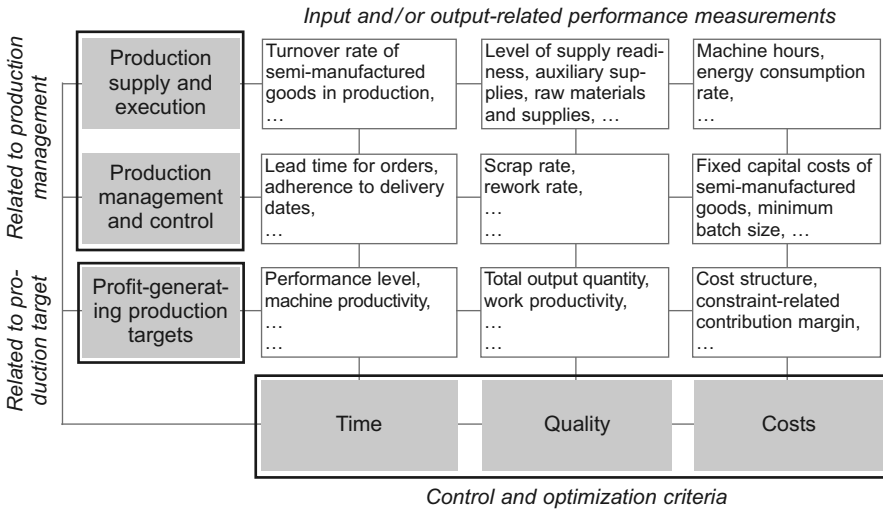 Input and/or output-related performance measurements
Related to production
management
Production
supply and
execution
Turnover rate of
semi-manufactured
goods in production,
…
Level of supply readi-
ness, auxiliary sup-
plies, raw materials
and supplies, …
Machine hours,
energy consumption
rate,
…
Production
management
and control
Lead time for orders,
adherence to delivery
dates,
…
Scrap rate,
rework rate,
…
…
Fixed capital costs of
semi-manufactured
goods, minimum
batch size, …
Related to pro-
duction target
Profit-generat-
ing production
targets
Performance level,
machine productivity,
…
…
Total output quantity,
work productivity,
…
…
Cost structure,
constraint-related
contribution margin,
…
Time
Quality
Costs
Control and optimization criteria